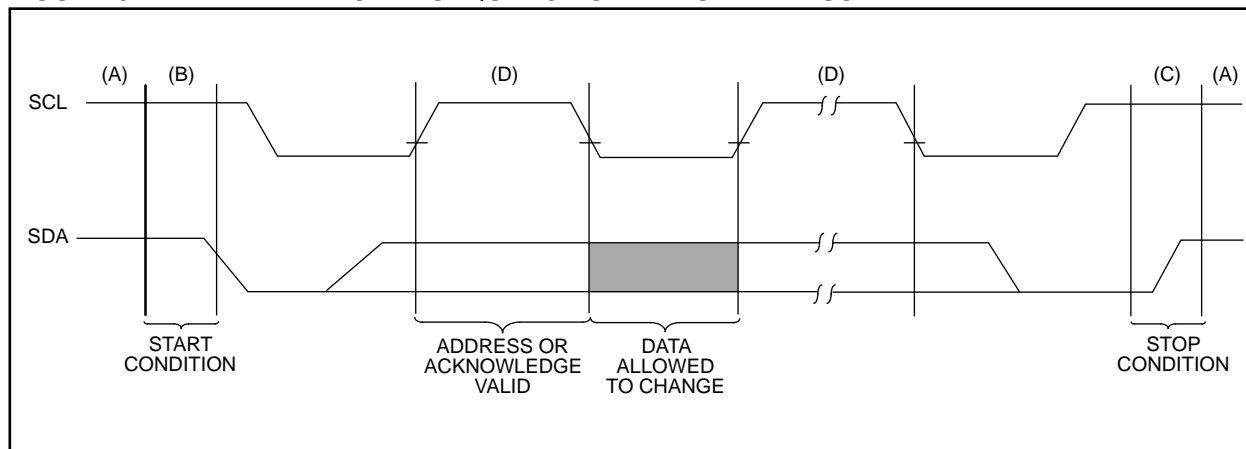 (A) (B) (D) (D) (C) (A)
SCL
SDA
START
CONDITION
ADDRESS OR
ACKNOWLEDGE
VALID
DATA
ALLOWED
TO CHANGE
STOP
CONDITION